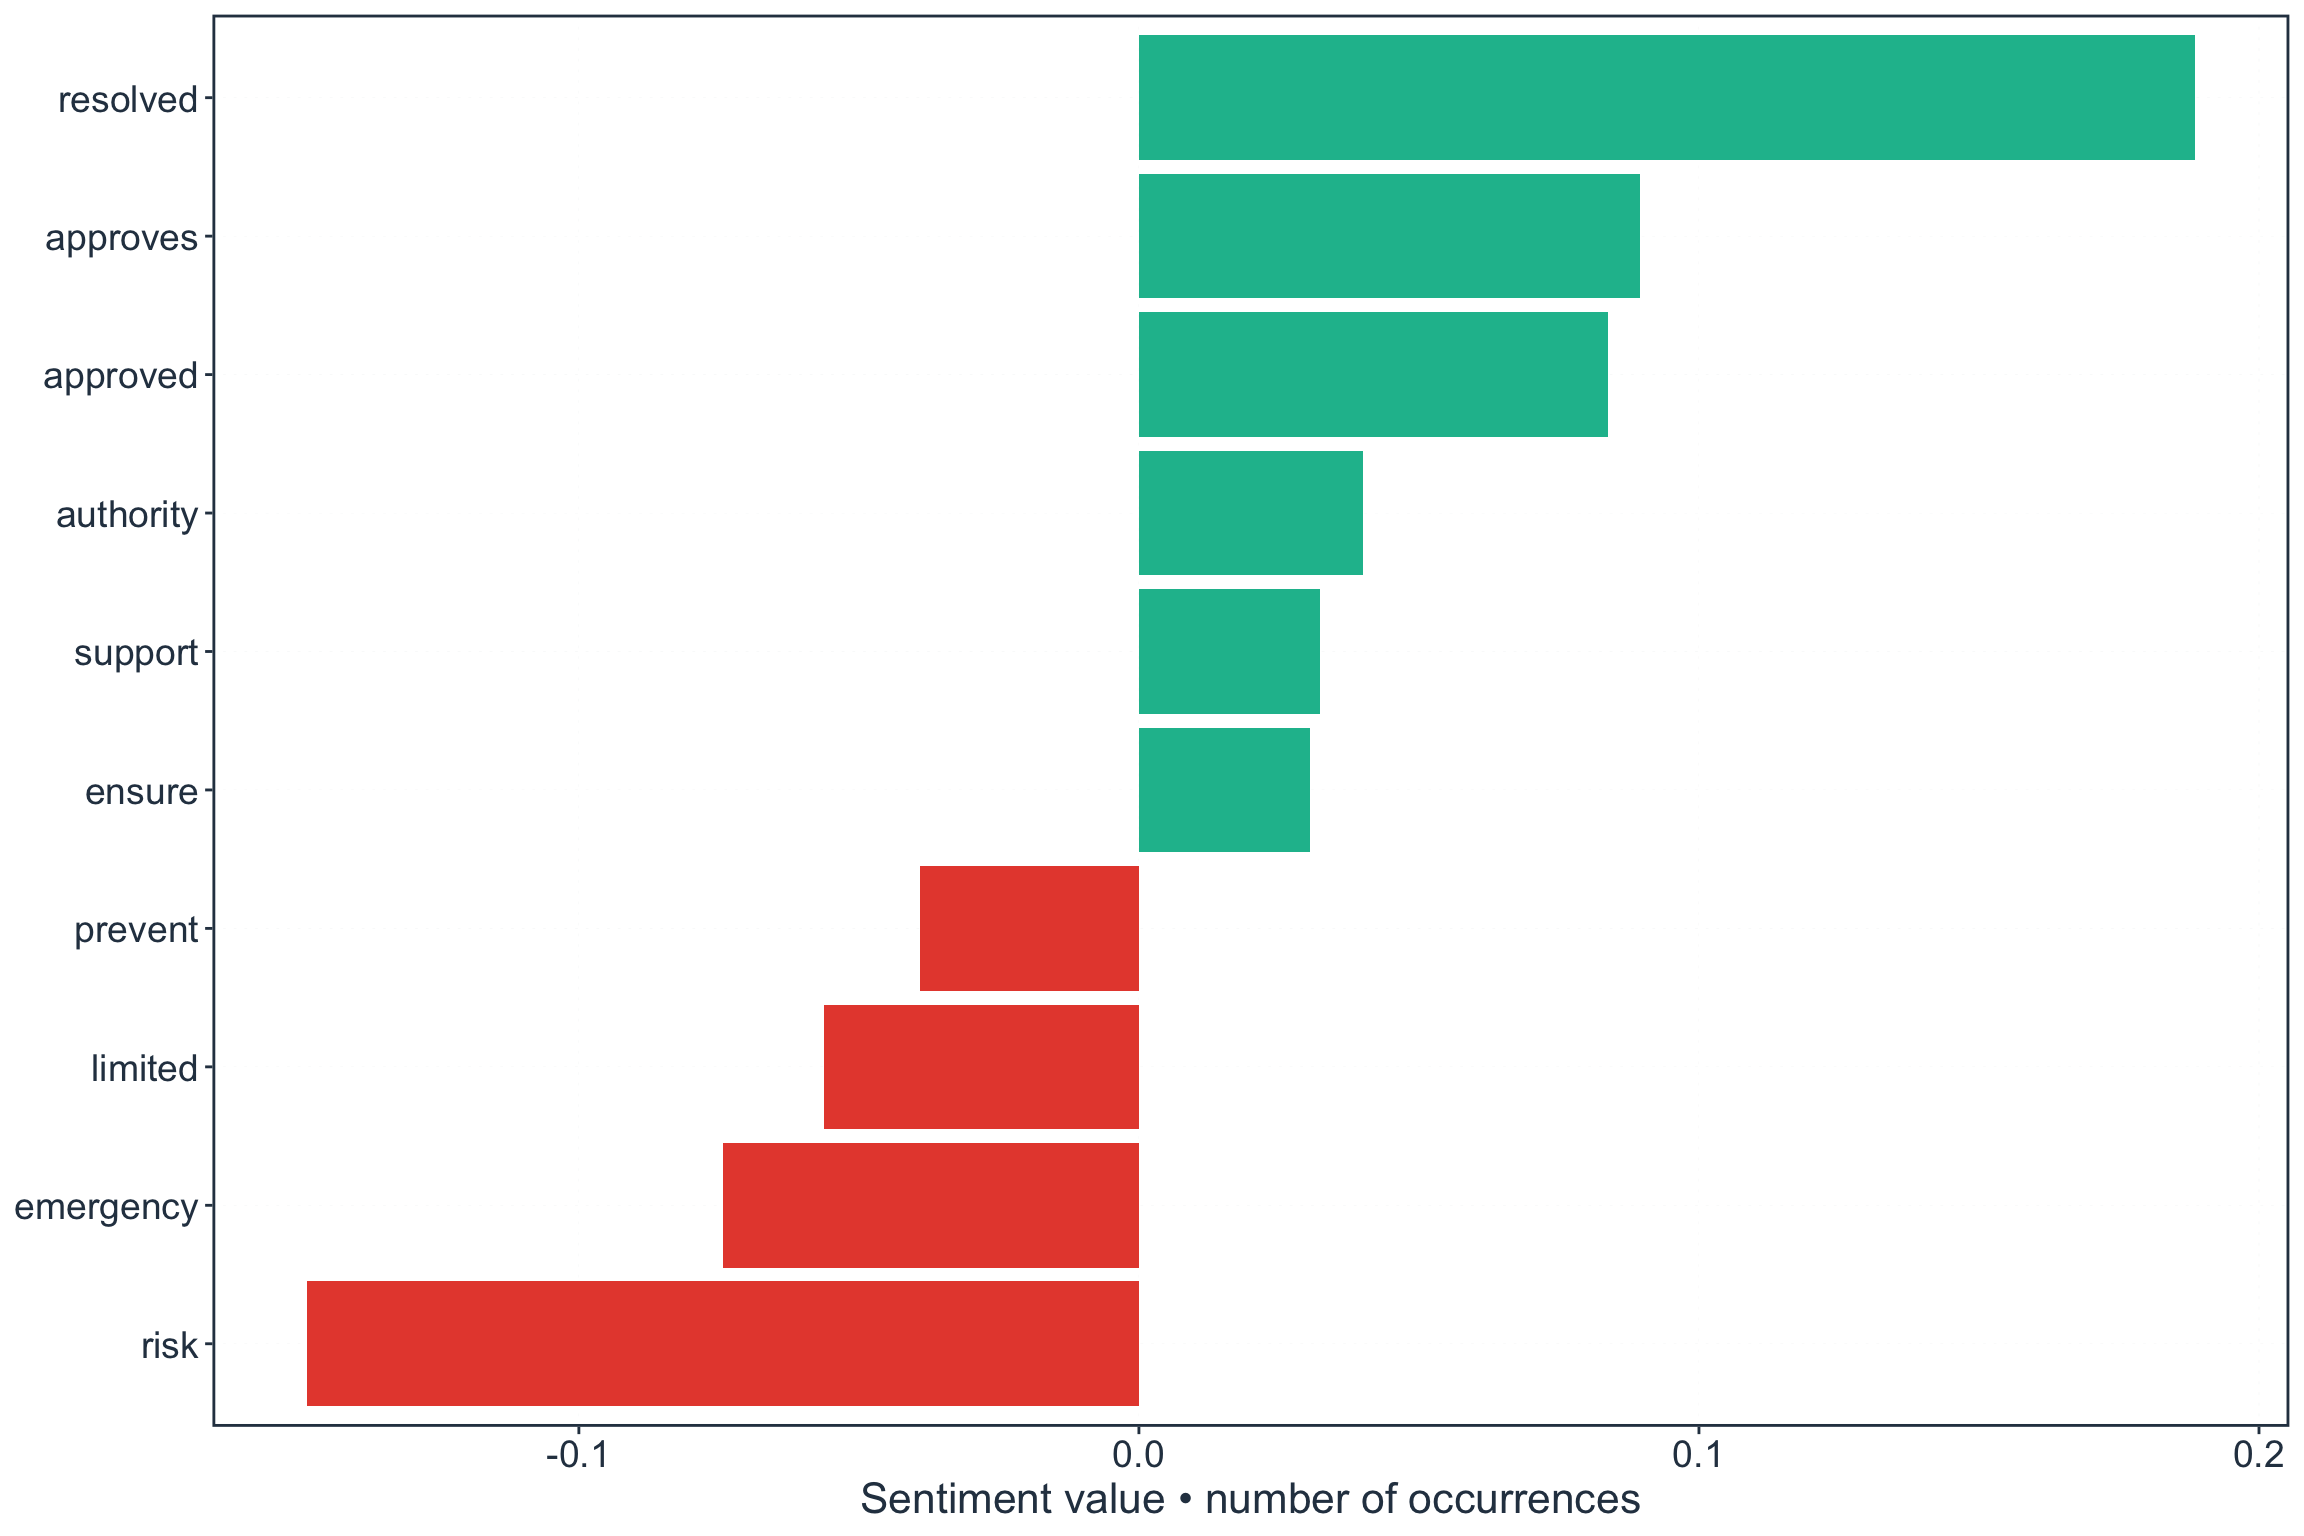 resolved
approves
approved
authority
support
ensure
prevent
limited
emergency
risk
-0.1 0.0 0.1 0.2
Sentiment value • number of occurrences